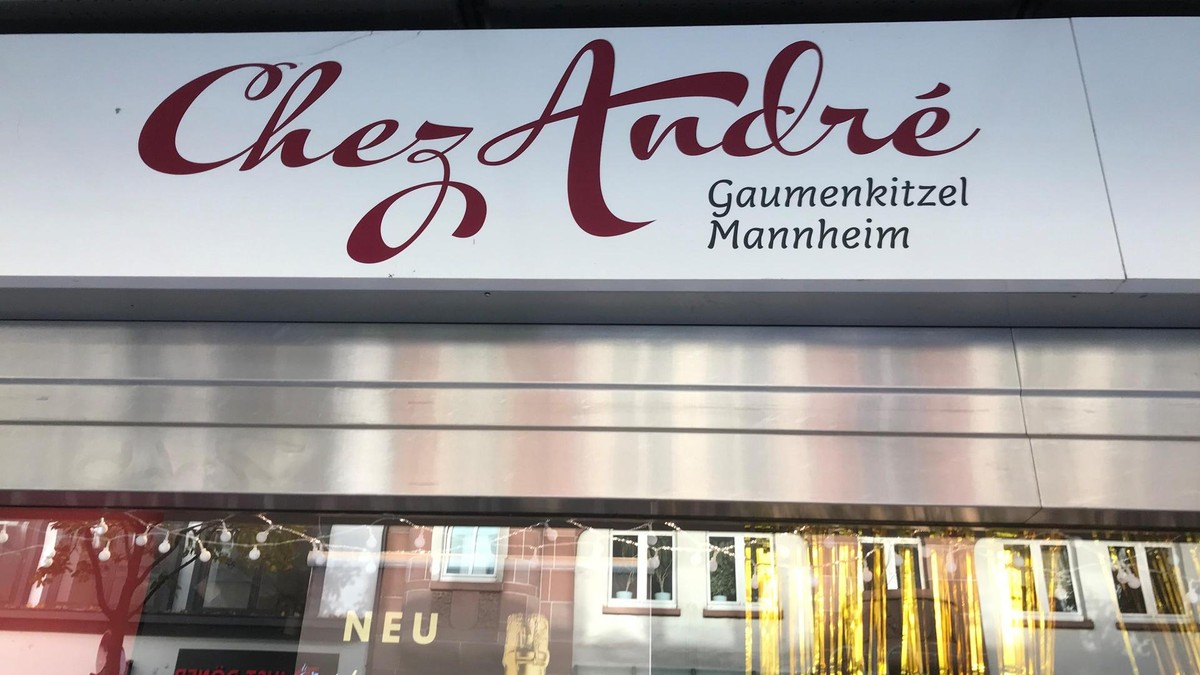 Chez André
Gaumenkitzel
Mannheim
NEU